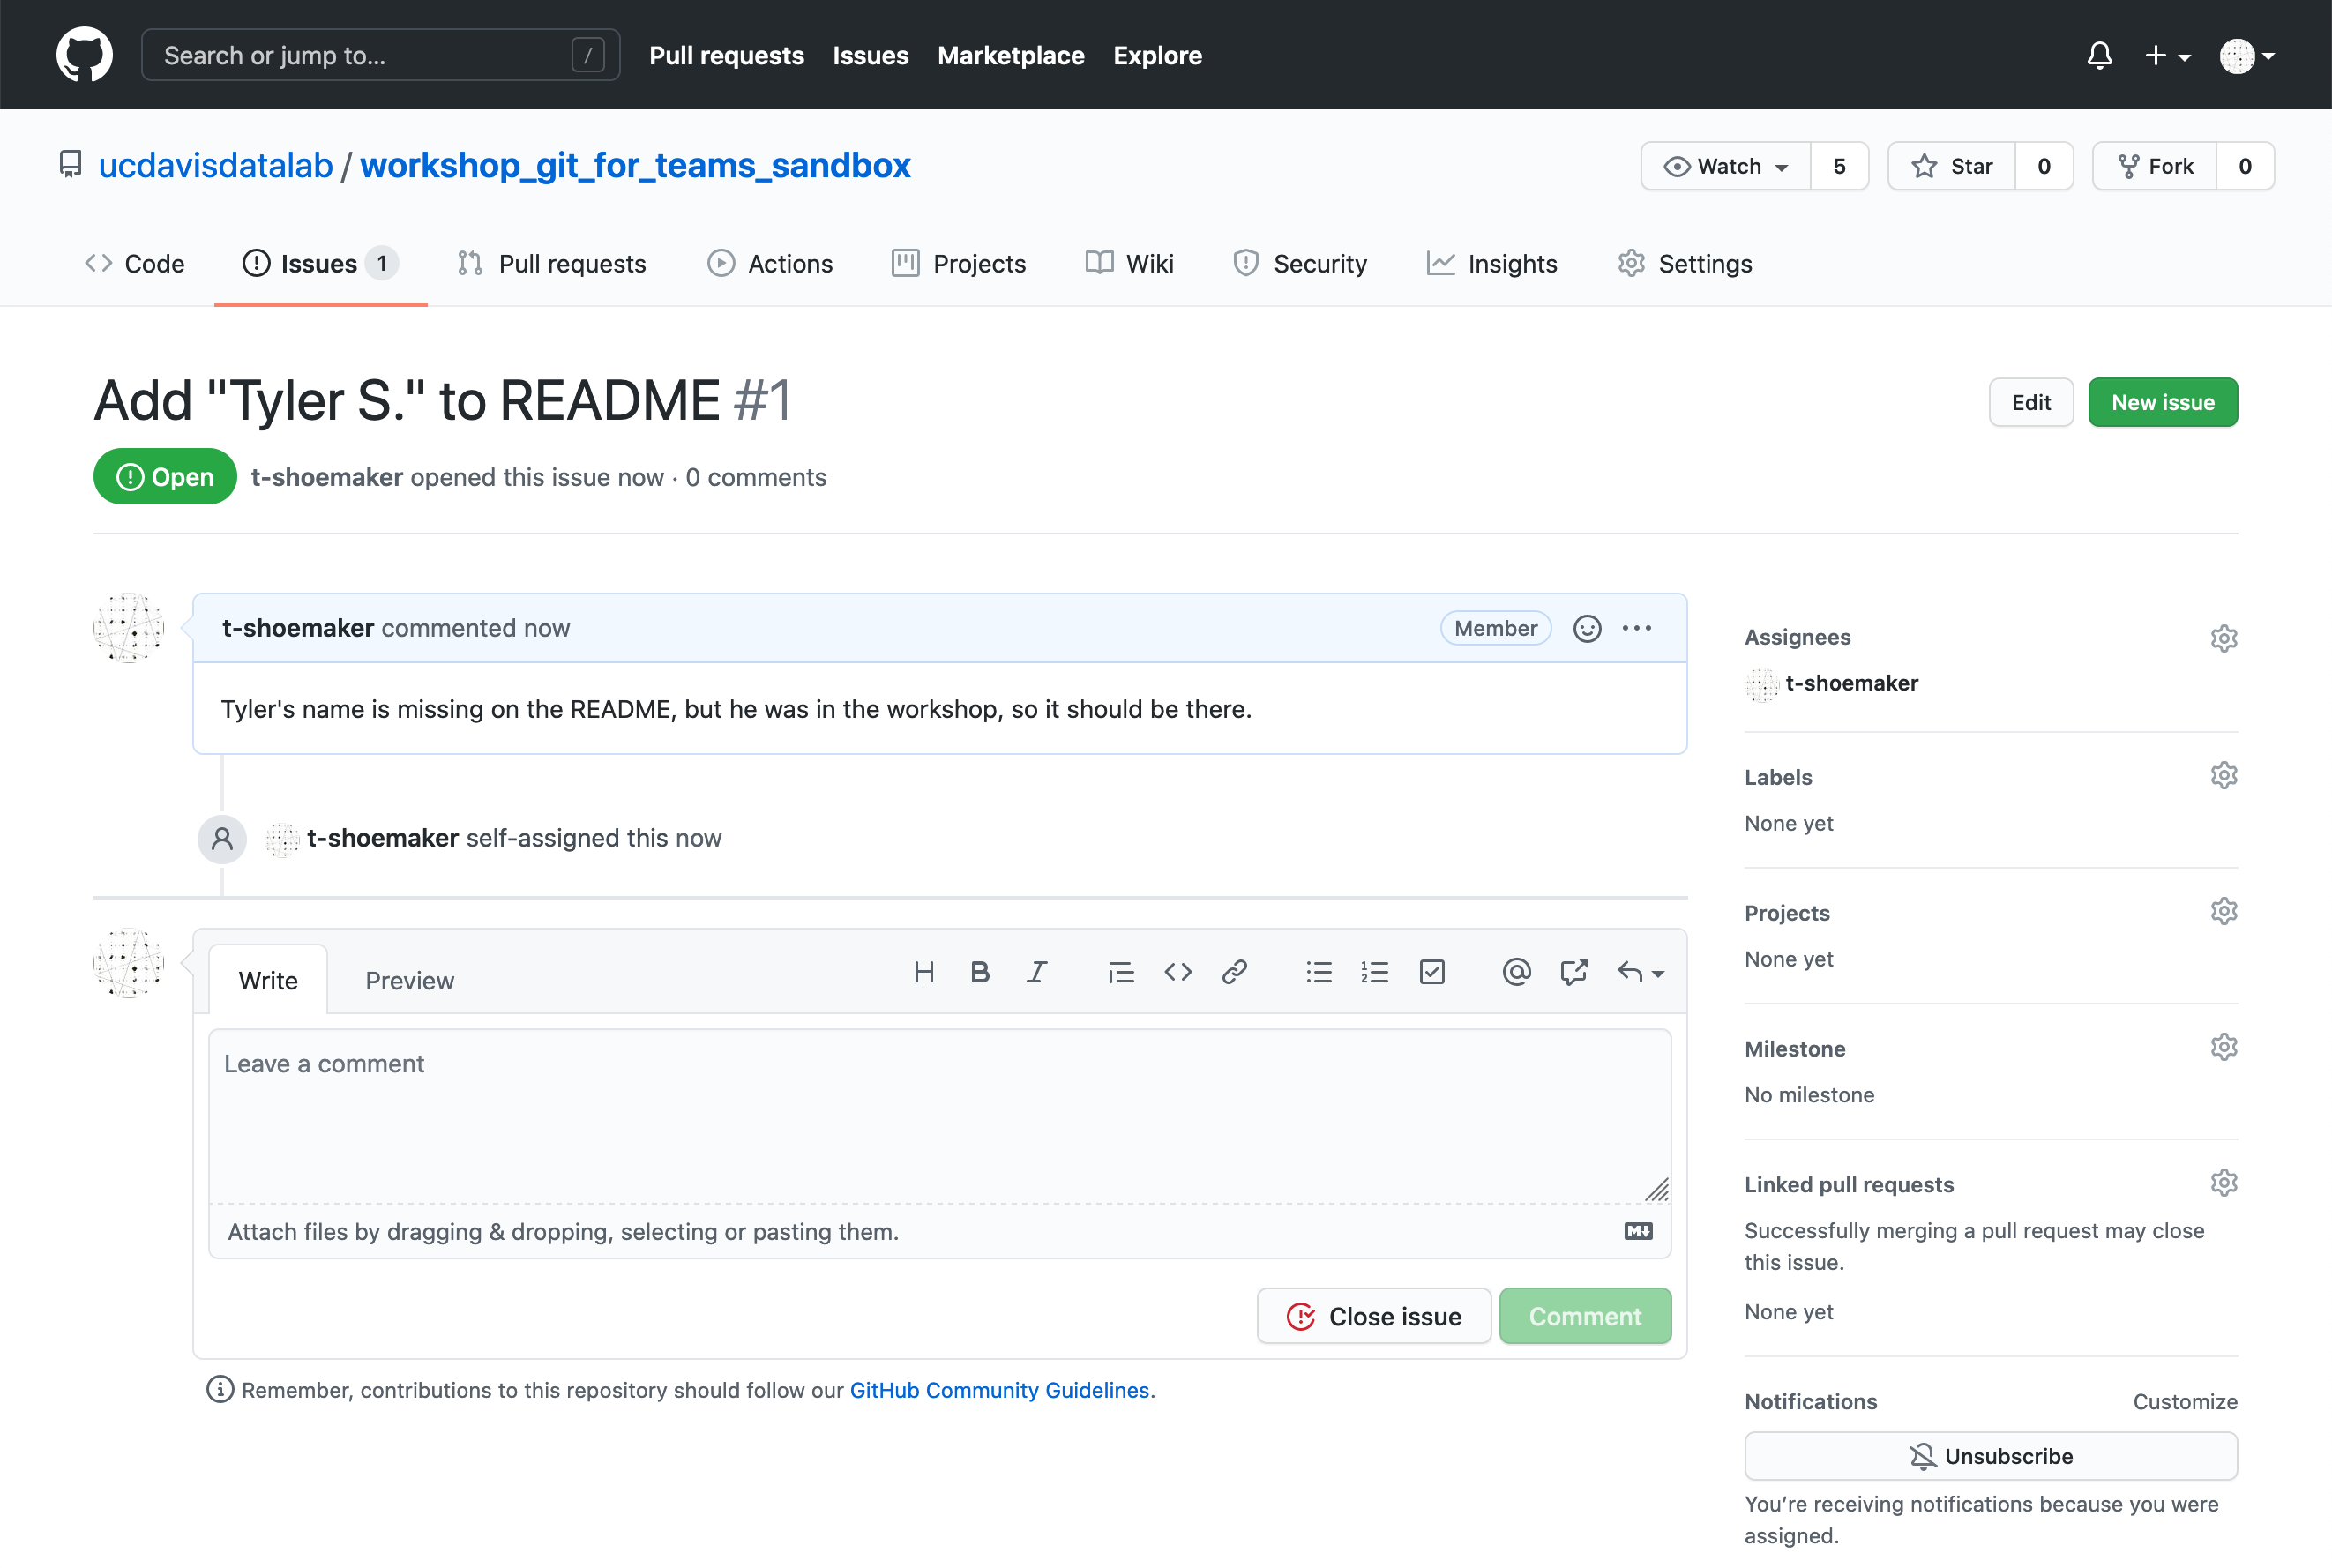 Search or jump to... /
Pull requests Issues Marketplace Explore
ucdavisdatalab / workshop_git_for_teams_sandbox
Watch 5 Star 0 Fork 0
Code Issues 1 Pull requests Actions Projects Wiki Security Insights Settings
Add "Tyler S." to README #1
Edit New issue
Open t-shoemaker opened this issue now · 0 comments
t-shoemaker commented now Member
Tyler's name is missing on the README, but he was in the workshop, so it should be there.
t-shoemaker self-assigned this now
Write Preview
Leave a comment
Attach files by dragging & dropping, selecting or pasting them.
Close issue Comment
Remember, contributions to this repository should follow our GitHub Community Guidelines.
Assignees
t-shoemaker
Labels
None yet
Projects
None yet
Milestone
No milestone
Linked pull requests
Successfully merging a pull request may close
this issue.
None yet
Notifications Customize
Unsubscribe
You’re receiving notifications because you were
assigned.